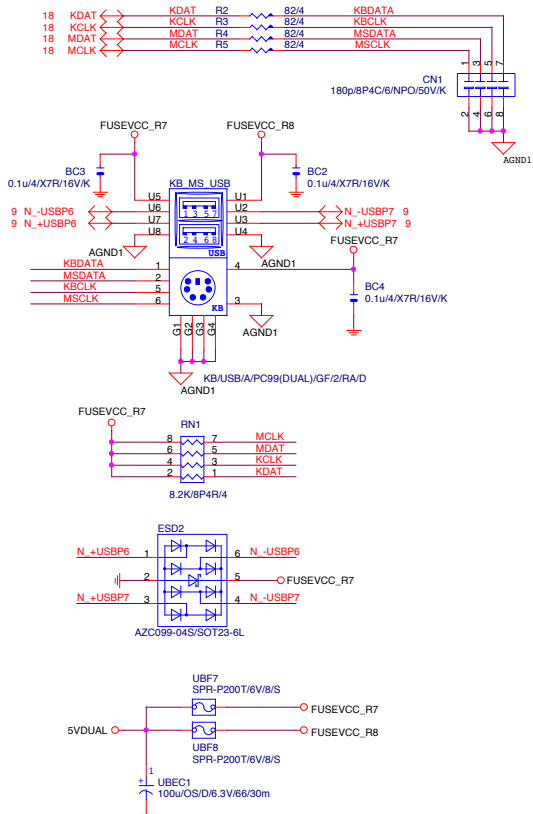 18 KDAT KDAT R2 82/4 KBDATA
18 KCLK KCLK R3 82/4 KBCLK
18 MDAT MDAT R4 82/4 MSDATA
18 MCLK MCLK R5 82/4 MSCLK
1 3 5 7
CN1
180p/8P4C/6/NPO/50V/K
2 4 6 8
AGND1
FUSEVCC_R7 FUSEVCC_R8
BC3
0.1u/4/X7R/16V/K
KB_MS_USB
BC2
0.1u/4/X7R/16V/K
U5 U1
9 N_-USBP6 U6 U2 N_-USBP7 9
9 N_+USBP6 U7 U3 N_+USBP7 9
U8 U4
1 3 5 7
2 4 6 8
USB
AGND1 AGND1
FUSEVCC_R7
KBDATA 1 4
MSDATA 2
KBCLK 5
MSCLK 6 3
KB
BC4
0.1u/4/X7R/16V/K
AGND1
G1 G2 G3 G4
KB/USB/A/PC99(DUAL)/GF/2/RA/D
AGND1
FUSEVCC_R7
RN1
8 7 MCLK
6 5 MDAT
4 3 KCLK
2 1 KDAT
8.2K/8P4R/4
ESD2
N_+USBP6 1 6 N_-USBP6
2 5 FUSEVCC_R7
N_+USBP7 3 4 N_-USBP7
AZC099-04S/SOT23-6L
UBF7
SPR-P200T/6V/8/S
FUSEVCC_R7
5VDUAL FUSEVCC_R8
UBF8
SPR-P200T/6V/8/S
1
+
UBEC1
100u/OS/D/6.3V/66/30m